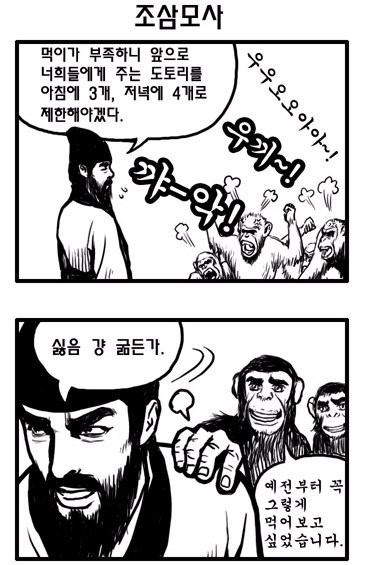 조삼모사
먹이가 부족하니 앞으로
너희들에게 주는 도토리를
아침에 3개, 저녁에 4개로
제한해야겠다.
우우오오아아~!
우끼~!
꺄-악!
싫음 걍 굶든가.
예전부터 꼭
그렇게
먹어보고
싶었습니다.